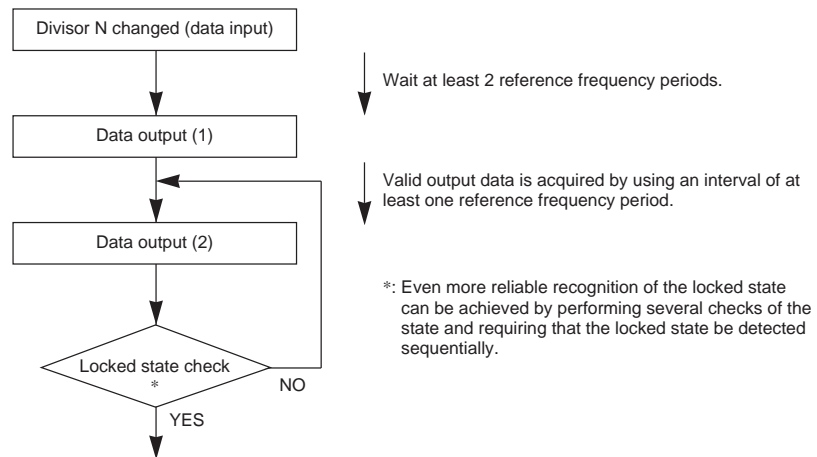 Divisor N changed (data input)
Wait at least 2 reference frequency periods.
Data output (1)
Valid output data is acquired by using an interval of at
least one reference frequency period.
Data output (2)
*: Even more reliable recognition of the locked state
can be achieved by performing several checks of the
state and requiring that the locked state be detected
sequentially.
Locked state check
*
NO
YES